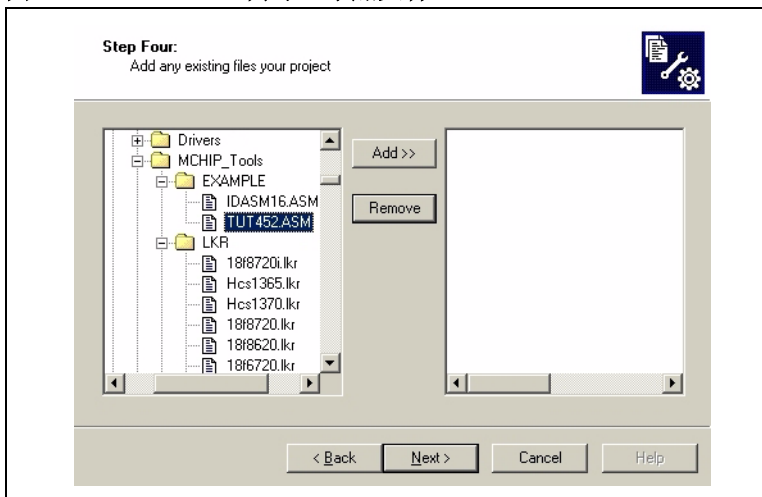 Step Four:
Add any existing files your project
Drivers
MCHIP_Tools
EXAMPLE
IDASM16.ASM
TUT452.ASM
LKR
18f8720i.lkr
Hcs1365.lkr
Hcs1370.lkr
18f8720.lkr
18f8620.lkr
18f6720.lkr
Add >>
Remove
< Back
Next >
Cancel
Help